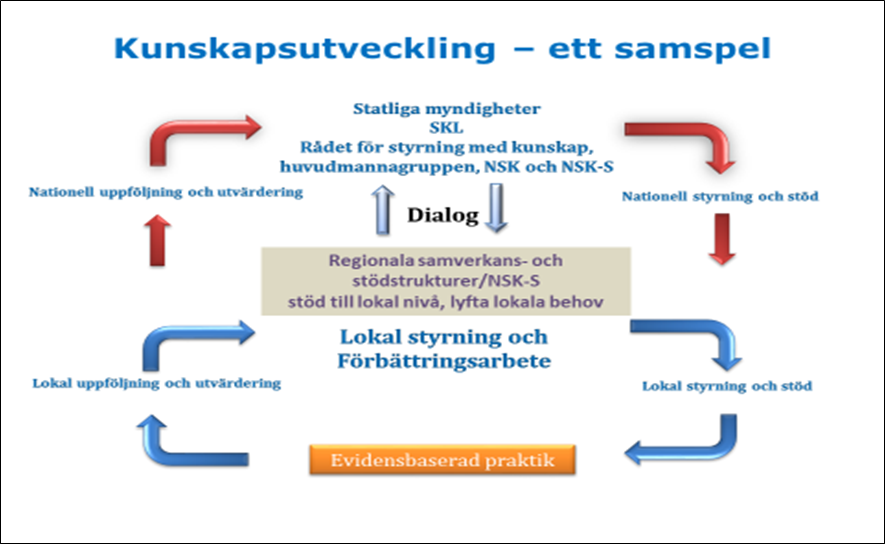 Kunskapsutveckling – ett samspel
Statliga myndigheter
SKL
Rådet för styrning med kunskap,
huvudmannagruppen, NSK och NSK-S
Nationell uppföljning och utvärdering
Nationell styrning och stöd
Dialog
Regionala samverkans- och
stödstrukturer/NSK-S
stöd till lokal nivå, lyfta lokala behov
Lokal styrning och
Förbättringsarbete
Lokal uppföljning och utvärdering
Lokal styrning och stöd
Evidensbaserad praktik